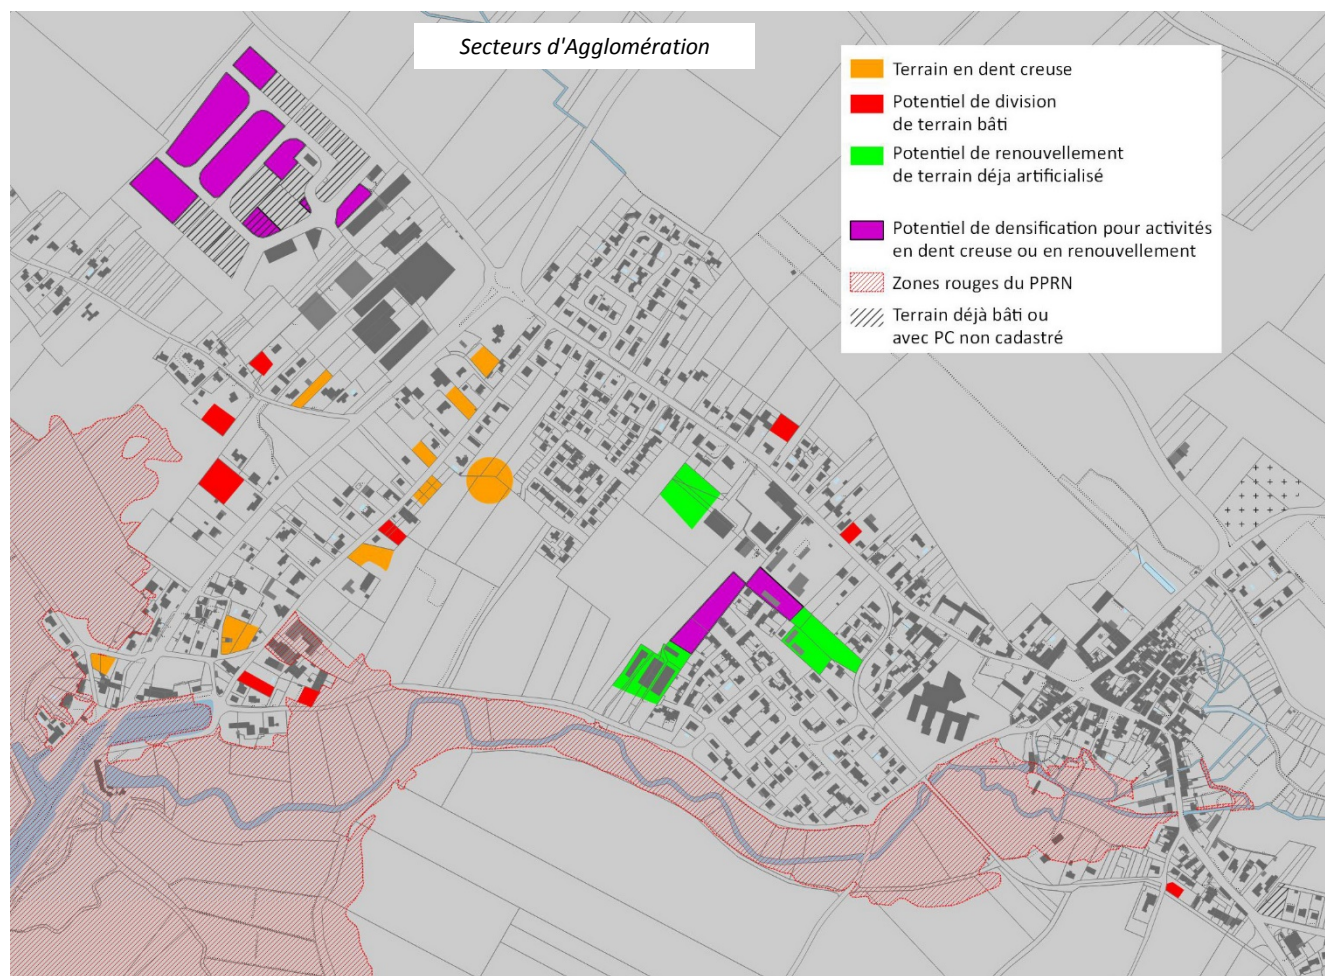 Secteurs d'Agglomération
Terrain en dent creuse
Potentiel de division
de terrain bâti
Potentiel de renouvellement
de terrain déja artificialisé
Potentiel de densification pour activités
en dent creuse ou en renouvellement
Zones rouges du PPRN
Terrain déjà bâti ou
avec PC non cadastré